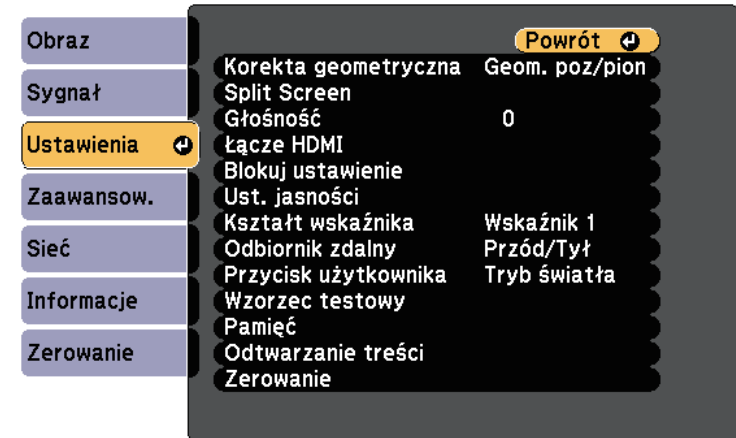 Obraz
Sygnał
Ustawienia
Zaawansow.
Sieć
Informacje
Zerowanie
Powrót
Korekta geometryczna Geom. poz/pion
Split Screen
Głośność 0
Łącze HDMI
Blokuj ustawienie
Ust. jasności
Kształt wskaźnika Wskaźnik 1
Odbiornik zdalny Przód/Tył
Przycisk użytkownika Tryb światła
Wzorzec testowy
Pamięć
Odtwarzanie treści
Zerowanie